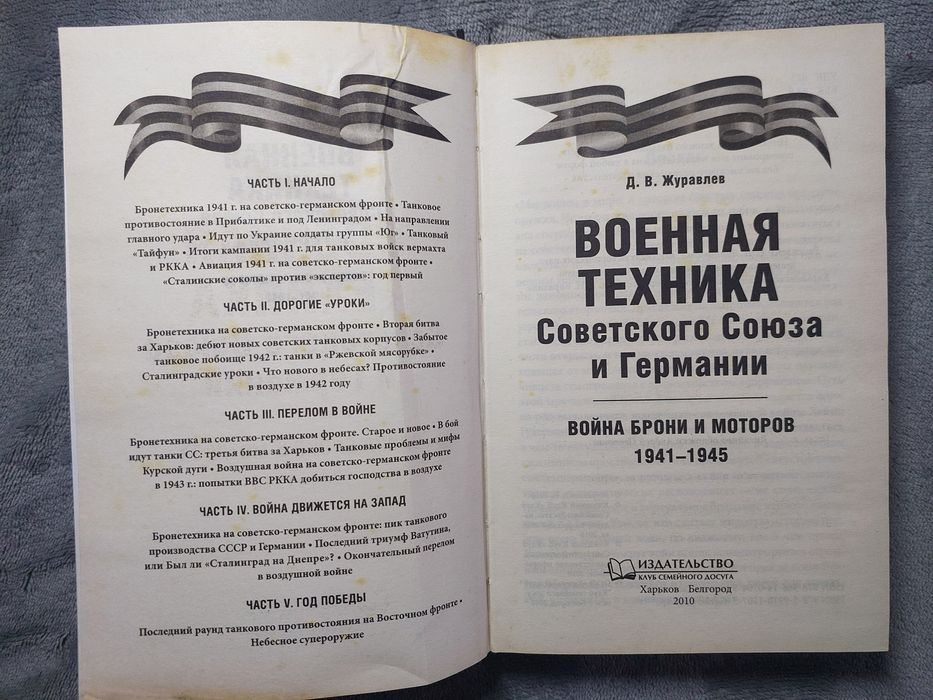 ЧАСТЬ I. НАЧАЛО
Бронетехника 1941 г. на советско-германском фронте • Танковое
противостояние в Прибалтике и под Ленинградом • На направлении
главного удара • Идут по Украине солдаты группы «Юг» • Танковый
«Тайфун» • Итоги кампании 1941 г. для танковых войск вермахта
и РККА • Авиация 1941 г. на советско-германском фронте •
«Сталинские соколы» против «экспертов»: год первый
ЧАСТЬ II. ДОРОГИЕ «УРОКИ»
Бронетехника на советско-германском фронте • Вторая битва
за Харьков: дебют новых советских танковых корпусов • Забытое
танковое побоище 1942 г.: танки в «Ржевской мясорубке» •
Сталинградские уроки • Что нового в небесах? Противостояние
в воздухе в 1942 году
ЧАСТЬ III. ПЕРЕЛОМ В ВОЙНЕ
Бронетехника на советско-германском фронте. Старое и новое • В бой
идут танки СС: третья битва за Харьков • Танковые проблемы и мифы
Курской дуги • Воздушная война на советско-германском фронте
в 1943 г.: попытки ВВС РККА добиться господства в воздухе
ЧАСТЬ IV. ВОЙНА ДВИЖЕТСЯ НА ЗАПАД
Бронетехника на советско-германском фронте: пик танкового
производства СССР и Германии • Последний триумф Ватутина,
или Был ли «Сталинград на Днепре»? • Окончательный перелом
в воздушной войне
ЧАСТЬ V. ГОД ПОБЕДЫ
Последний раунд танкового противостояния на Восточном фронте •
Небесное супероружие
Д. В. Журавлев
ВОЕННАЯ
ТЕХНИКА
Советского Союза
и Германии
ВОЙНА БРОНИ И МОТОРОВ
1941–1945
ИЗДАТЕЛЬСТВО
КЛУБ СЕМЕЙНОГО ДОСУГА
Харьков Белгород
2010